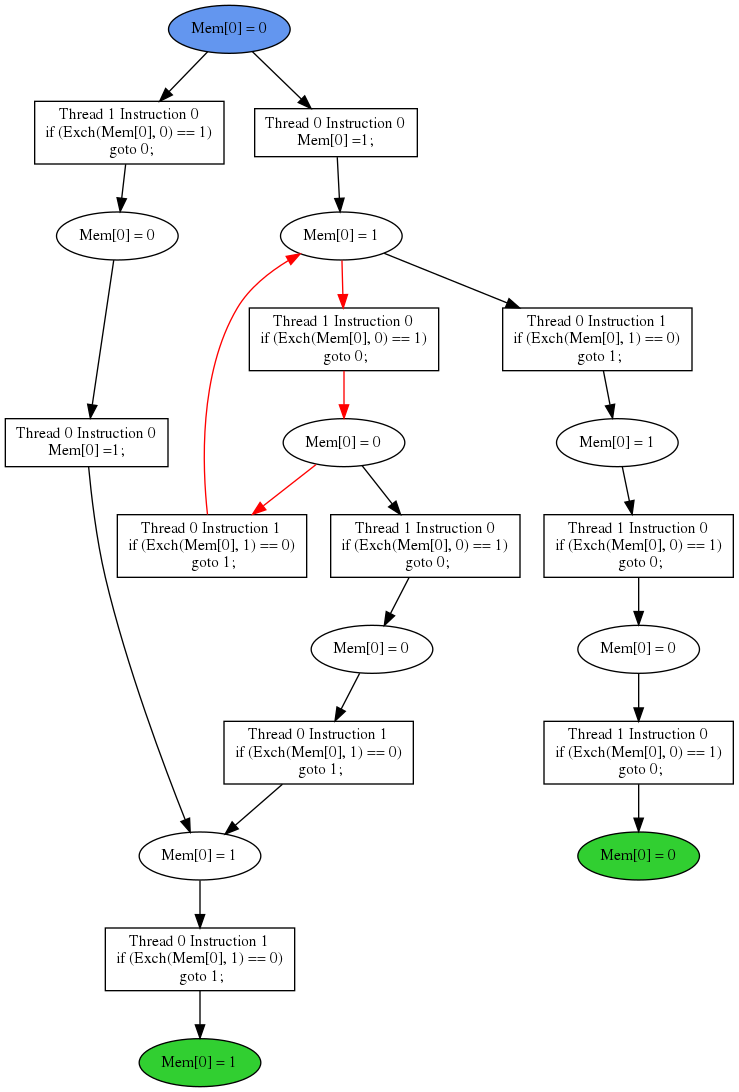 Mem[0] = 0
Thread 1 Instruction 0
if (Exch(Mem[0], 0) == 1)
goto 0;
Thread 0 Instruction 0
Mem[0] =1;
Mem[0] = 0
Mem[0] = 1
Thread 1 Instruction 0
if (Exch(Mem[0], 0) == 1)
goto 0;
Thread 0 Instruction 1
if (Exch(Mem[0], 1) == 0)
goto 1;
Thread 0 Instruction 0
Mem[0] =1;
Mem[0] = 0
Mem[0] = 1
Thread 0 Instruction 1
if (Exch(Mem[0], 1) == 0)
goto 1;
Thread 1 Instruction 0
if (Exch(Mem[0], 0) == 1)
goto 0;
Thread 1 Instruction 0
if (Exch(Mem[0], 0) == 1)
goto 0;
Mem[0] = 0
Mem[0] = 0
Thread 0 Instruction 1
if (Exch(Mem[0], 1) == 0)
goto 1;
Thread 1 Instruction 0
if (Exch(Mem[0], 0) == 1)
goto 0;
Mem[0] = 1
Mem[0] = 0
Thread 0 Instruction 1
if (Exch(Mem[0], 1) == 0)
goto 1;
Mem[0] = 1